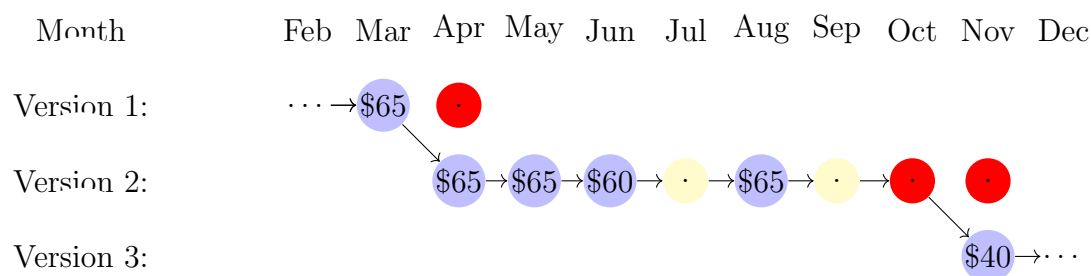 Month Feb Mar Apr May Jun Jul Aug Sep Oct Nov Dec
Version 1: ··· $65 ·
Version 2: $65 $65 $60 · $65 · · ·
Version 3: $40 ···